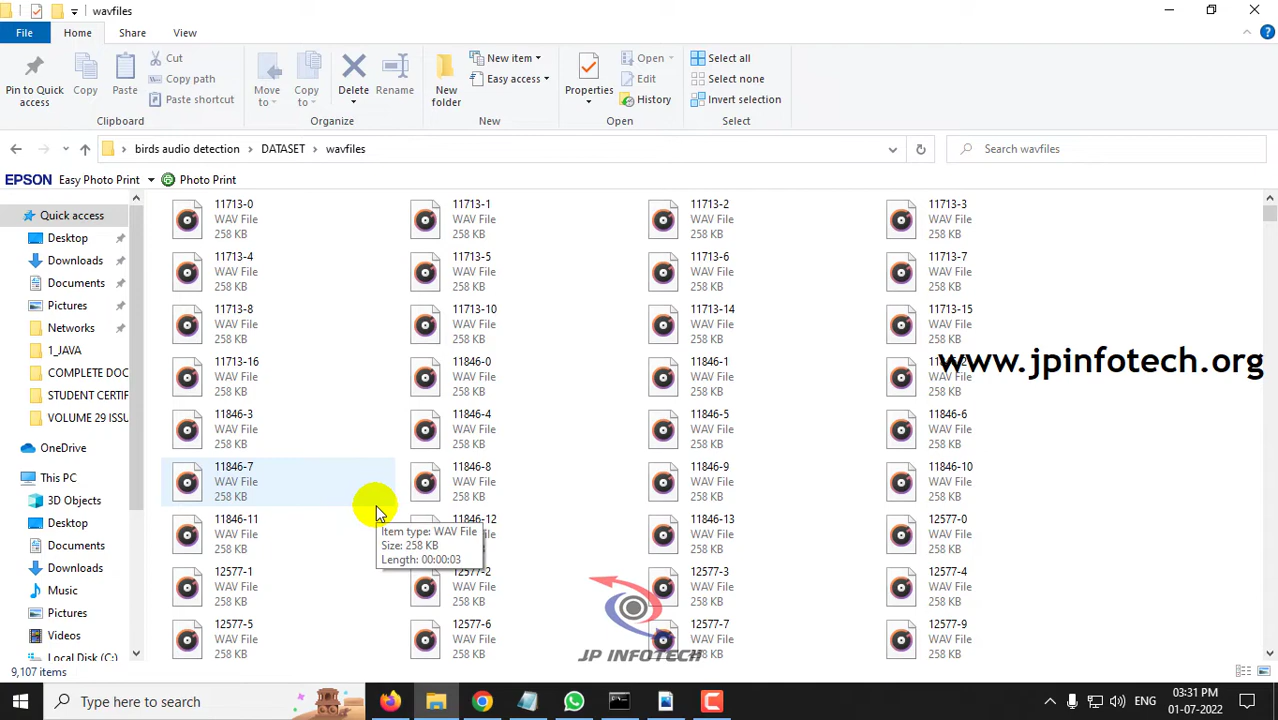 wavfiles
File Home Share View
Pin to Quick access
Copy
Paste
Cut
Copy path
Paste shortcut
Clipboard
Move to
Copy to
Delete
Rename
Organize
New folder
New item
Easy access
New
Properties
Open
Edit
History
Open
Select all
Select none
Invert selection
Select
birds audio detection > DATASET > wavfiles
Search wavfiles
EPSON Easy Photo Print Photo Print
Quick access
Desktop
Downloads
Documents
Pictures
Networks
1_JAVA
COMPLETE DOC
STUDENT CERTIF
VOLUME 29 ISSU
OneDrive
This PC
3D Objects
Desktop
Documents
Downloads
Music
Pictures
Videos
Local Disk (C:)
11713-0 11713-1 11713-2 11713-3
WAV File WAV File WAV File WAV File
258 KB 258 KB 258 KB 258 KB
11713-4 11713-5 11713-6 11713-7
WAV File WAV File WAV File WAV File
258 KB 258 KB 258 KB 258 KB
11713-8 11713-10 11713-14 11713-15
WAV File WAV File WAV File WAV File
258 KB 258 KB 258 KB 258 KB
11713-16 11846-0 11846-1
WAV File WAV File WAV File WAV File
258 KB 258 KB 258 KB 258 KB
www.jpinfotech.org
11846-3 11846-4 11846-5 11846-6
WAV File WAV File WAV File WAV File
258 KB 258 KB 258 KB 258 KB
11846-7 11846-8 11846-9 11846-10
WAV File WAV File WAV File WAV File
258 KB 258 KB 258 KB 258 KB
11846-11 11846-12 11846-13 12577-0
WAV File WAV File WAV File
258 KB 258 KB 258 KB
Item type: WAV File
Size: 258 KB
Length: 00:00:03
12577-1 12577-2 12577-3 12577-4
WAV File WAV File WAV File WAV File
258 KB 258 KB 258 KB 258 KB
12577-5 12577-6 12577-7 12577-9
WAV File WAV File WAV File WAV File
258 KB 258 KB 258 KB
JP INFOTECH
9,107 items
Type here to search
ENG
03:31 PM
01-07-2022